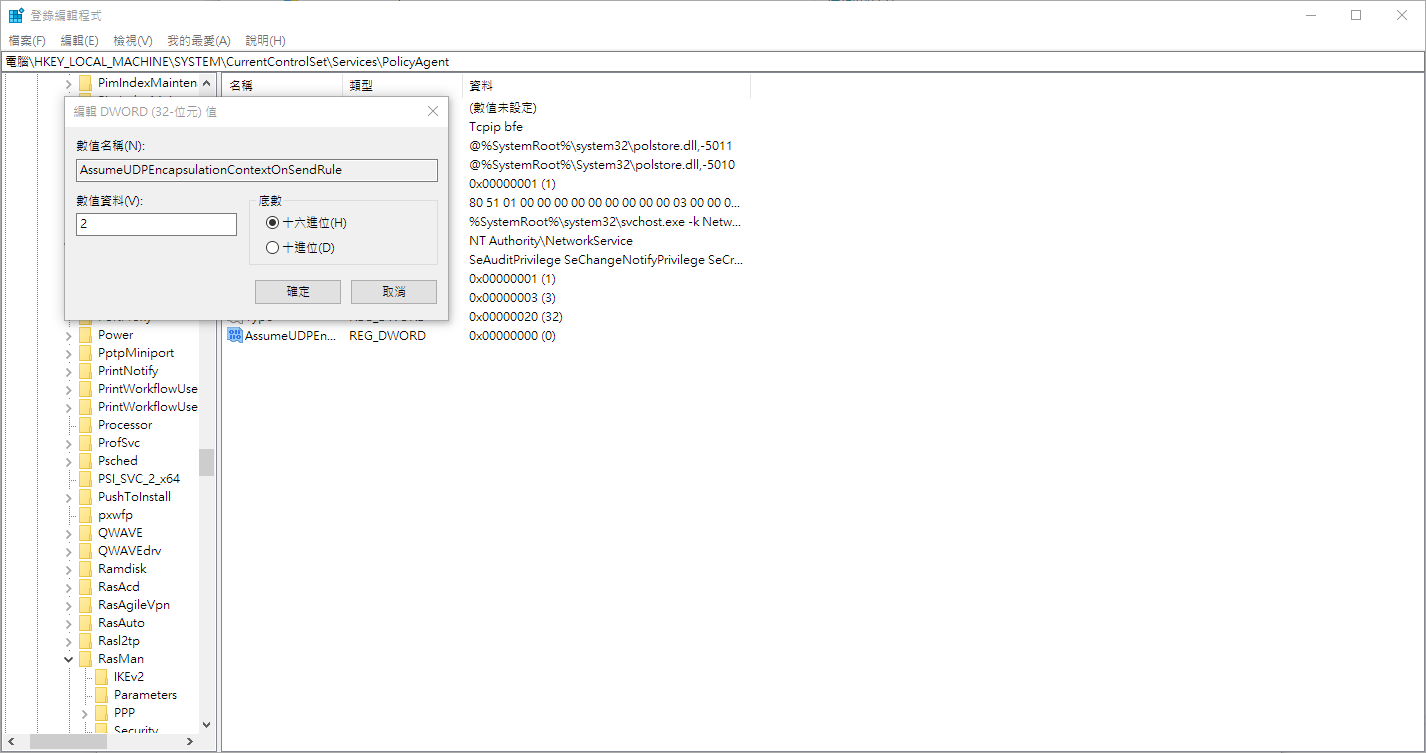 登錄編輯程式
檔案(F) 編輯(E) 檢視(V) 我的最愛(A) 說明(H)
電腦\HKEY_LOCAL_MACHINE\SYSTEM\CurrentControlSet\Services\PolicyAgent
PimIndexMainten
編輯 DWORD (32-位元) 值
數值名稱(N):
AssumeUDPEncapsulationContextOnSendRule
數值資料(V):
2
底數
十六進位(H)
十進位(D)
確定
取消
Power
PptpMiniport
PrintNotify
PrintWorkflowUse
PrintWorkflowUse
Processor
ProfSvc
Psched
PSI_SVC_2_x64
PushToInstall
pxwfp
QWAVE
QWAVEdrv
Ramdisk
RasAcd
RasAgileVpn
RasAuto
Rasl2tp
RasMan
IKEv2
Parameters
PPP
Security
名稱 類型 資料
(數值未設定)
Tcpip bfe
@%SystemRoot%\system32\polstore.dll,-5011
@%SystemRoot%\System32\polstore.dll,-5010
0x00000001 (1)
80 51 01 00 00 00 00 00 00 00 00 00 03 00 00 0...
%SystemRoot%\system32\svchost.exe -k Netw...
NT Authority\NetworkService
SeAuditPrivilege SeChangeNotifyPrivilege SeCr...
0x00000001 (1)
0x00000003 (3)
0x00000020 (32)
AssumeUDPEn... REG_DWORD 0x00000000 (0)